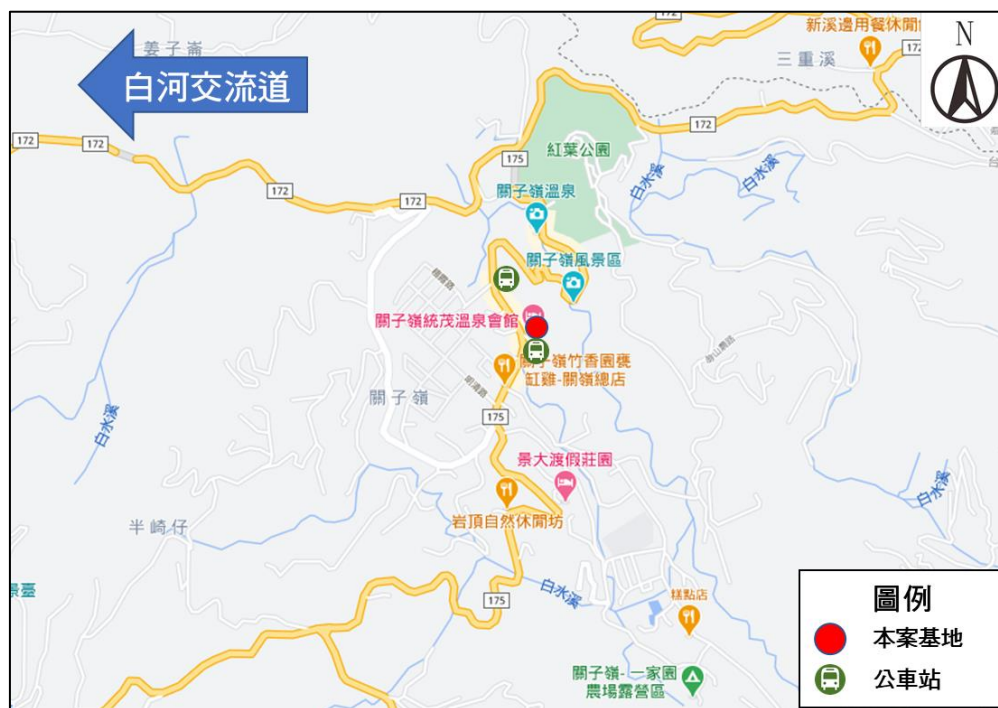 姜子崙
白河交流道
新溪邊用餐休閒
三重溪
172
N
172
172
172
175
紅葉公園
172
172
白水溪
白水溪
關子嶺溫泉
關子嶺風景區
關子嶺統茂溫泉會館
關子嶺竹香園甕
缸雞-關嶺總店
關子嶺
明清路
175
白水溪
景大渡假莊園
白水溪
半崎仔
岩頂自然休閒坊
景臺
白水溪
175
糕點店
關子嶺- 一家園
農場露營區
圖例
本案基地
公車站